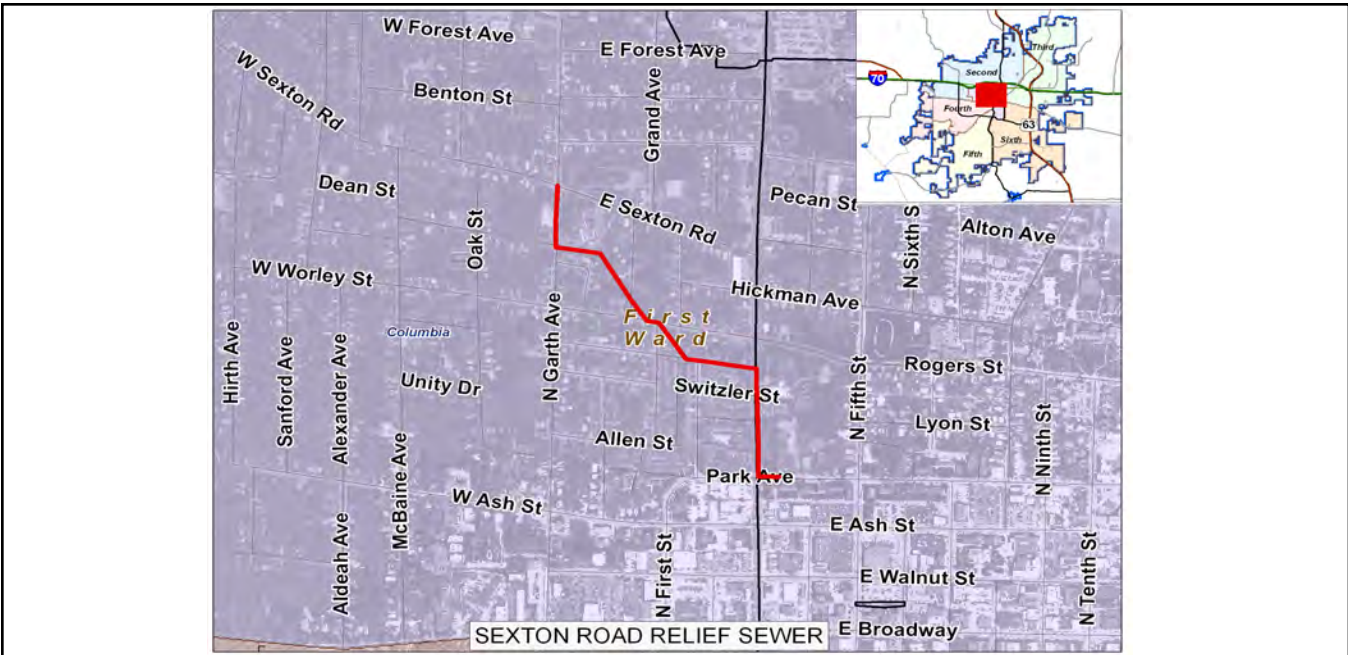 W Forest Ave
E Forest Ave
W Sexton Rd
Benton St
Grand Ave
Third
Second
70
Fourth
63
Sixth
Fifth
Dean St
Oak St
E Sexton Rd
Pecan St
N Sixth S
Alton Ave
W Worley St
Hickman Ave
Columbia
First
Ward
Hirth Ave
Sanford Ave
Alexander Ave
N Garth Ave
Unity Dr
Switzler St
N Fifth St
Rogers St
Lyon St
Allen St
McBaine Ave
Park Ave
N Ninth St
W Ash St
E Ash St
Aldeah Ave
N First St
E Walnut St
N Tenth St
SEXTON ROAD RELIEF SEWER
E Broadway